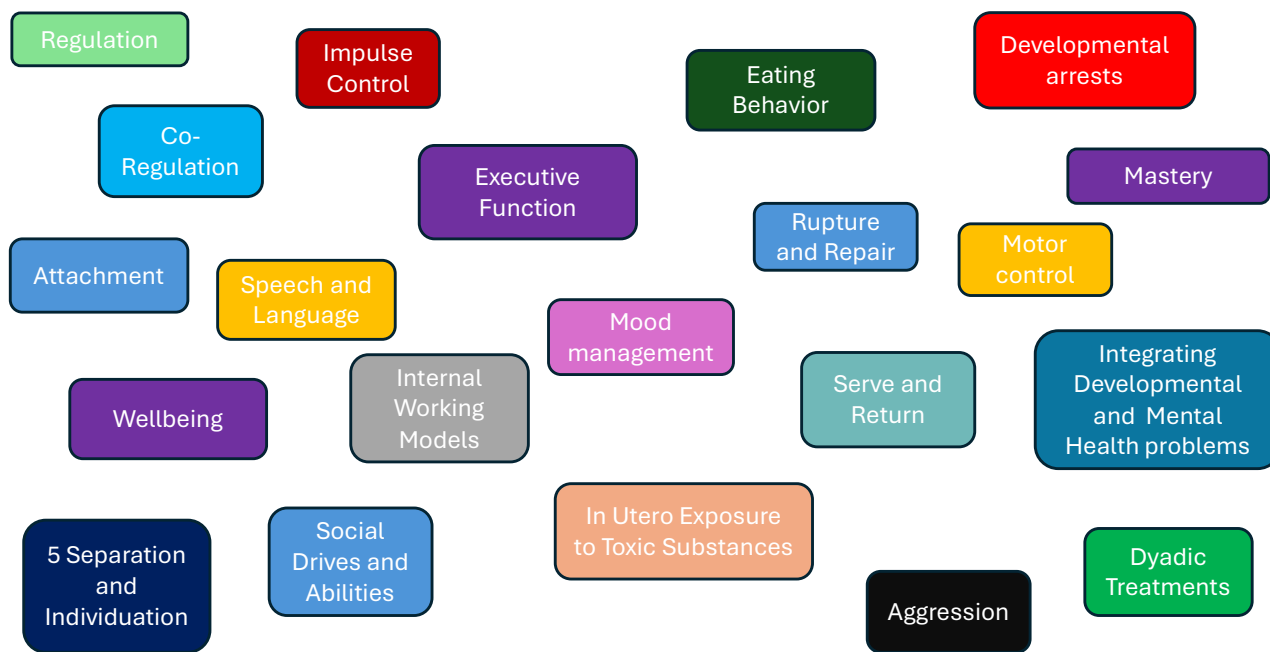 Regulation
Impulse
Control
Eating
Behavior
Developmental
arrests
Co-
Regulation
Executive
Function
Mastery
Rupture
and Repair
Motor
control
Attachment
Speech and
Language
Mood
management
Integrating
Developmental
and  Mental
Health problems
Wellbeing
Internal
Working
Models
Serve and
Return
5 Separation
and
Individuation
Social
Drives and
Abilities
In Utero Exposure
to Toxic Substances
Aggression
Dyadic
Treatments